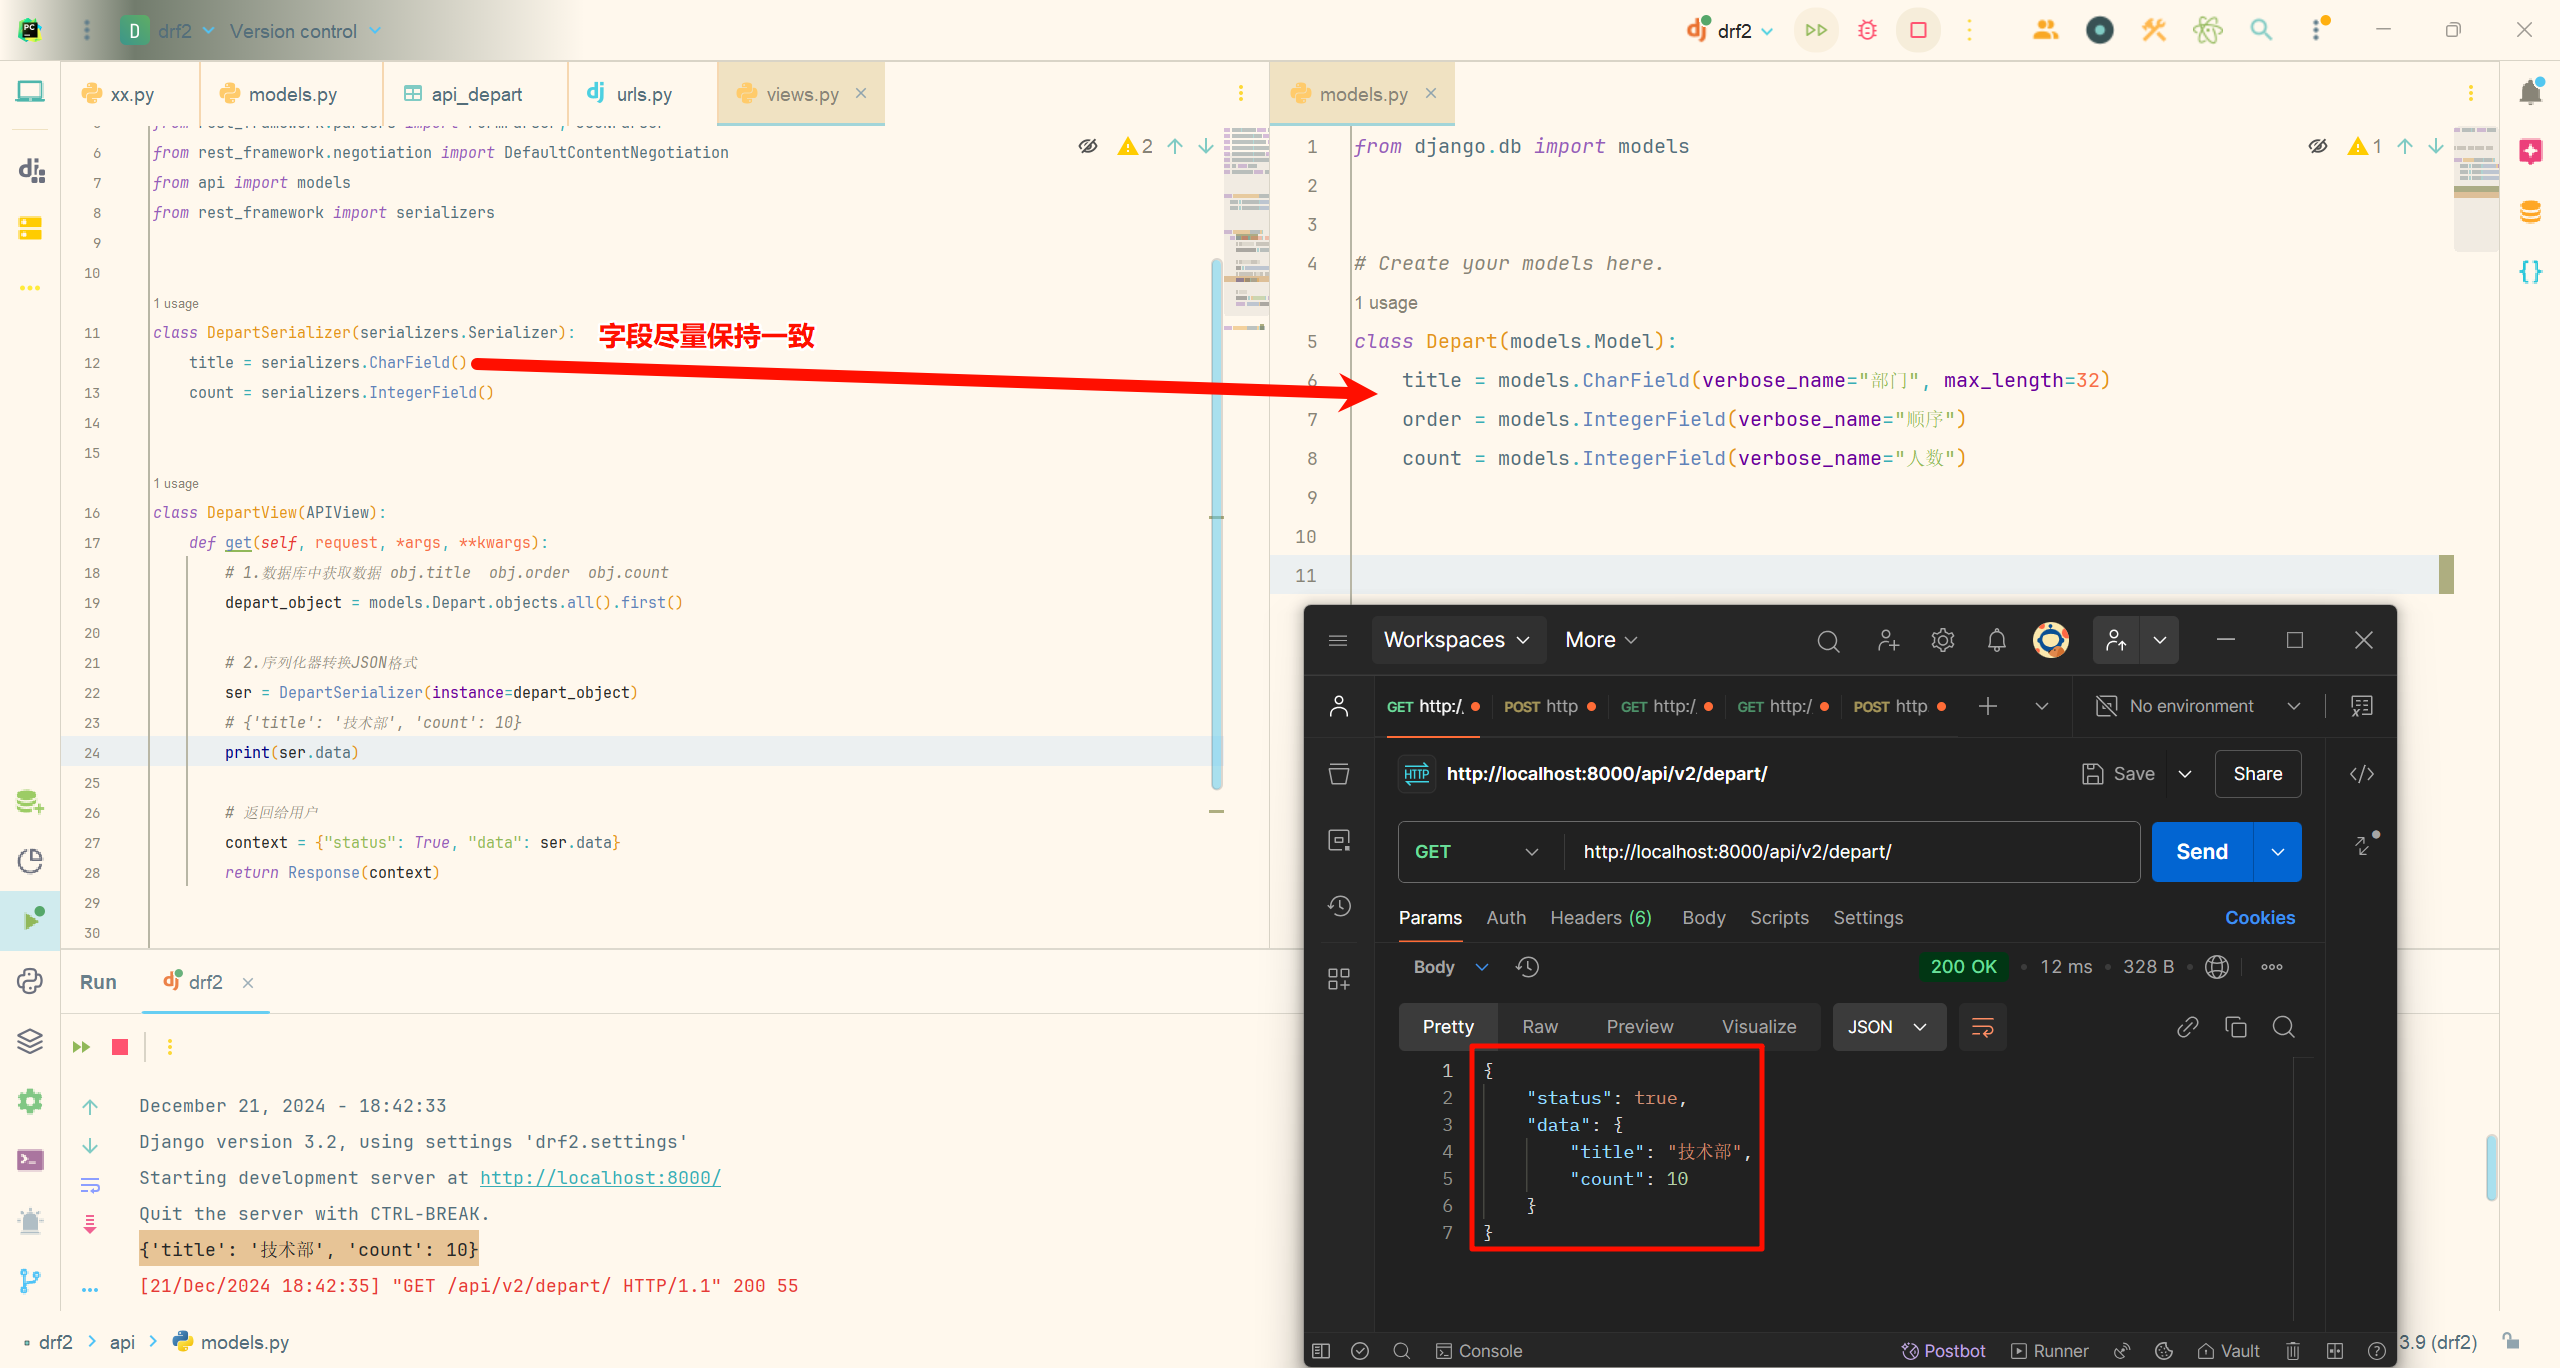 D drf2 Version control drf2
xx.py models.py api_depart urls.py views.py
from rest_framework.parsers import FormParser, JSONParser
6 from rest_framework.negotiation import DefaultContentNegotiation
7 from api import models
8 from rest_framework import serializers
9
10
1 usage
11 class DepartSerializer(serializers.Serializer):
字段尽量保持一致
12 title = serializers.CharField()
13 count = serializers.IntegerField()
14
15
1 usage
16 class DepartView(APIView):
17 def get(self, request, *args, **kwargs):
18 # 1.数据库中获取数据 obj.title obj.order obj.count
19 depart_object = models.Depart.objects.all().first()
20
21 # 2.序列化器转换JSON格式
22 ser = DepartSerializer(instance=depart_object)
23 # {'title': '技术部', 'count': 10}
24 print(ser.data)
25
26 # 返回给用户
27 context = {"status": True, "data": ser.data}
28 return Response(context)
29
30
2
models.py
1
1 from django.db import models
2
3
4 # Create your models here.
1 usage
5 class Depart(models.Model):
6 title = models.CharField(verbose_name="部门", max_length=32)
7 order = models.IntegerField(verbose_name="顺序")
8 count = models.IntegerField(verbose_name="人数")
9
10
11
Run drf2
December 21, 2024 - 18:42:33
Django version 3.2, using settings 'drf2.settings'
Starting development server at http://localhost:8000/
Quit the server with CTRL-BREAK.
{'title': '技术部', 'count': 10}
[21/Dec/2024 18:42:35] "GET /api/v2/depart/ HTTP/1.1" 200 55
drf2 api models.py
3.9 (drf2)
Workspaces More
GET http:/. POST http GET http:/. GET http:/ POST http No environment
HTTP http://localhost:8000/api/v2/depart/ Save Share
GET http://localhost:8000/api/v2/depart/ Send
Params Auth Headers (6) Body Scripts Settings Cookies
Body 200 OK 12 ms 328 B
Pretty Raw Preview Visualize JSON
1 {
2 "status": true,
3 "data": {
4 "title": "技术部",
5 "count": 10
6 }
7 }
Console Postbot Runner Vault